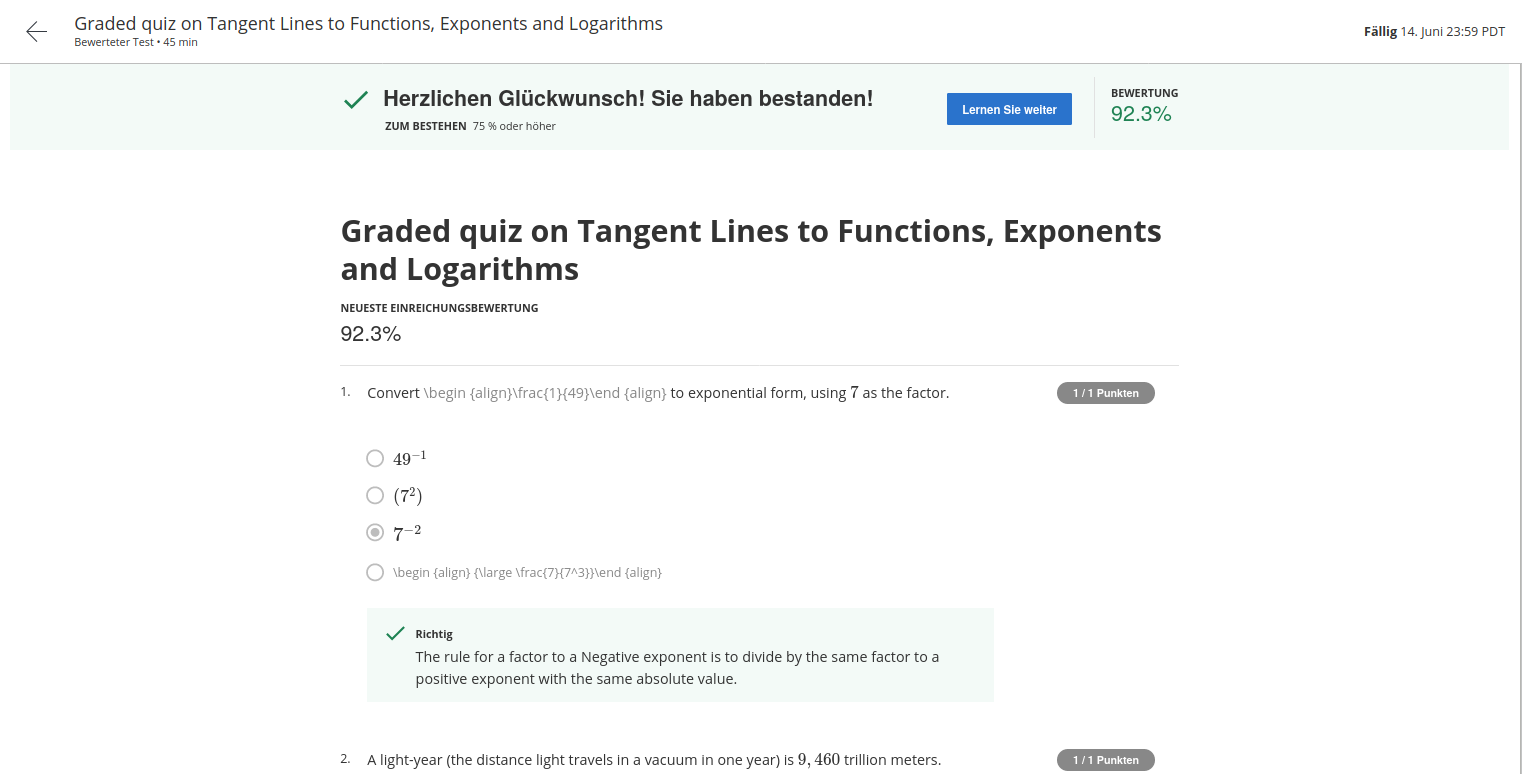 Graded quiz on Tangent Lines to Functions, Exponents and Logarithms
Bewerteter Test • 45 min
Fällig 14. Juni 23:59 PDT
Herzlichen Glückwunsch! Sie haben bestanden!
ZUM BESTEHEN 75 % oder höher
Lernen Sie weiter
BEWERTUNG
92.3%
Graded quiz on Tangent Lines to Functions, Exponents
and Logarithms
NEUESTE EINREICHUNGSBEWERTUNG
92.3%
1. Convert \begin {align}\frac{1}{49}\end {align} to exponential form, using 7 as the factor.
1 / 1 Punkten
49⁻¹
(7²)
7⁻²
\begin {align} {\large \frac{7}{7^3}}\end {align}
Richtig
The rule for a factor to a Negative exponent is to divide by the same factor to a
positive exponent with the same absolute value.
2. A light-year (the distance light travels in a vacuum in one year) is 9, 460 trillion meters.
1 / 1 Punkten